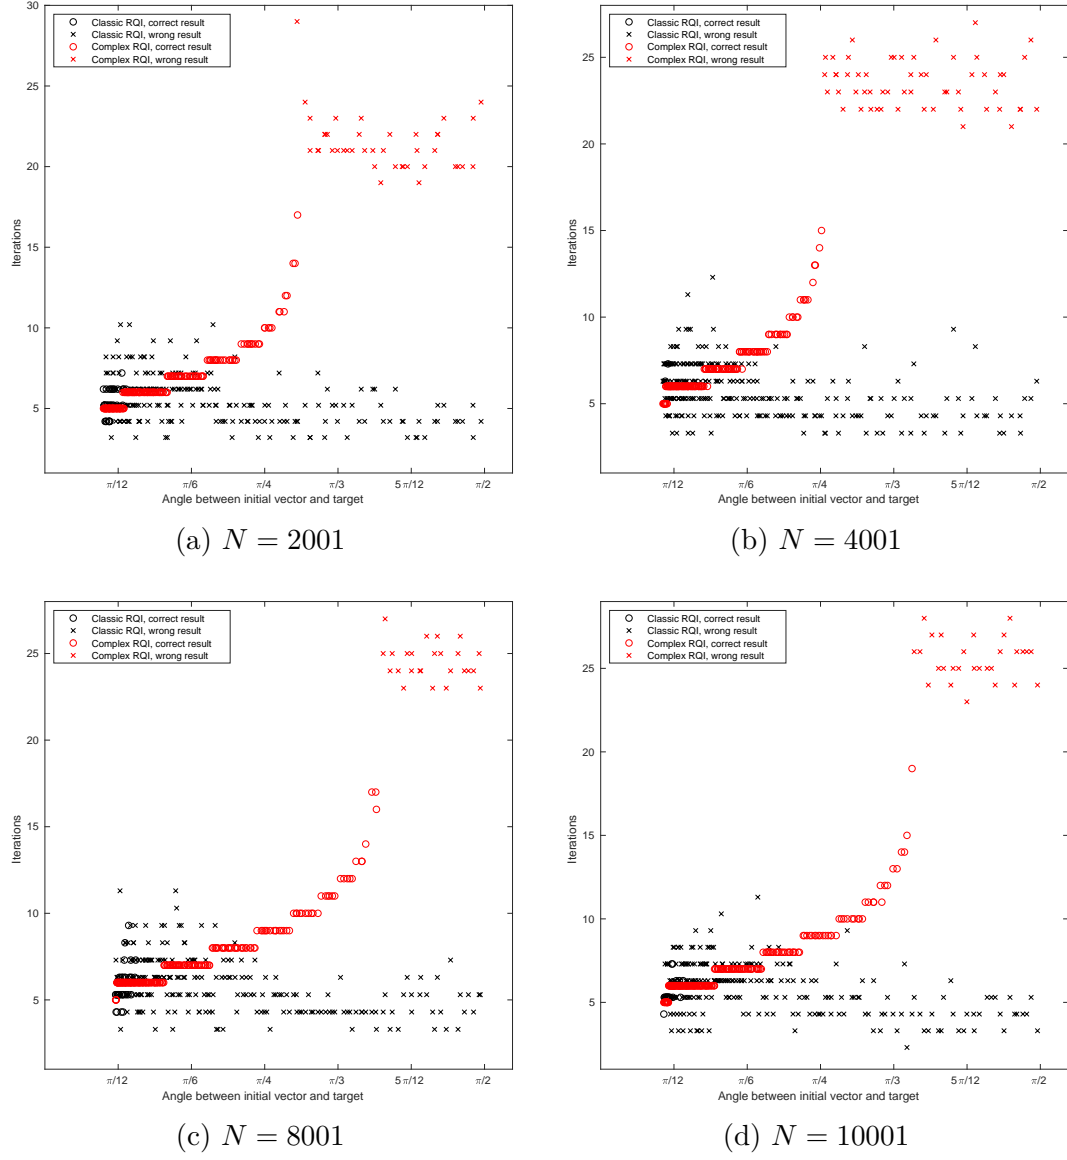 30
25
20
15
10
5
Iterations
Classic RQI, correct result
Classic RQI, wrong result
Complex RQI, correct result
Complex RQI, wrong result
π/12
π/6
π/4
π/3
5 π/12
π/2
Angle between initial vector and target
(a) N = 2001
25
20
15
10
5
Iterations
Classic RQI, correct result
Classic RQI, wrong result
Complex RQI, correct result
Complex RQI, wrong result
π/12
π/6
π/4
π/3
5 π/12
π/2
Angle between initial vector and target
(b) N = 4001
25
20
15
10
5
Iterations
Classic RQI, correct result
Classic RQI, wrong result
Complex RQI, correct result
Complex RQI, wrong result
π/12
π/6
π/4
π/3
5 π/12
π/2
Angle between initial vector and target
(c) N = 8001
25
20
15
10
5
Iterations
Classic RQI, correct result
Classic RQI, wrong result
Complex RQI, correct result
Complex RQI, wrong result
π/12
π/6
π/4
π/3
5 π/12
π/2
Angle between initial vector and target
(d) N = 10001